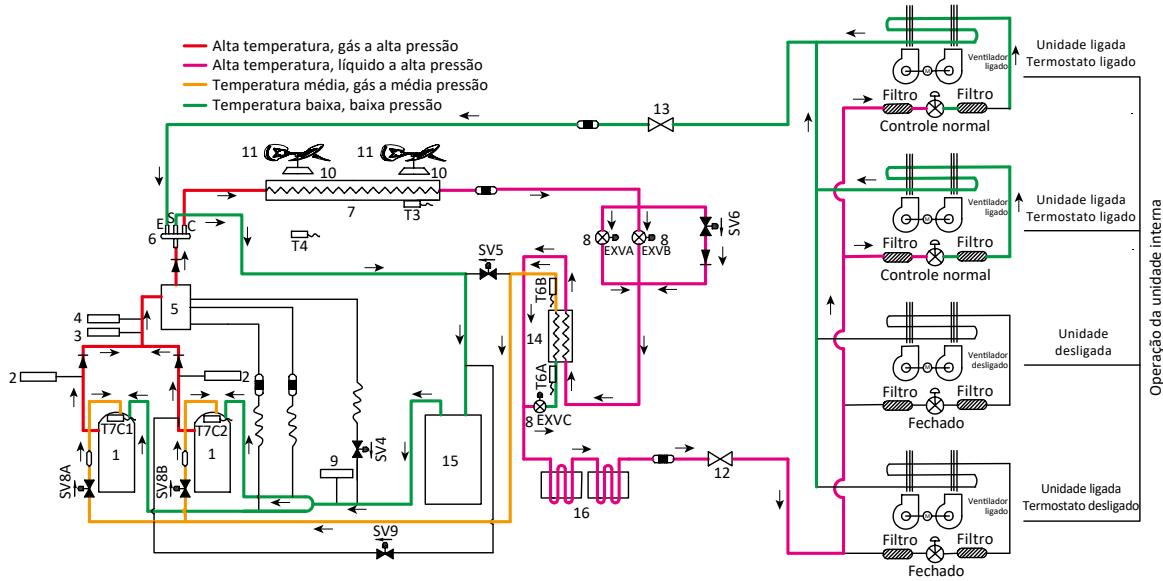 Alta temperatura, gás a alta pressão
Alta temperatura, líquido a alta pressão
Temperatura média, gás a média pressão
Temperatura baixa, baixa pressão
13
11
11
10
10
7
T3
T4
E
S
C
6
5
4
3
2
2
T7C1
T7C2
1
1
SV8A
SV8B
SV4
9
15
SV9
SV5
T6B
14
T6A
8
EXVC
8
EXVA
8
EXVB
SV6
16
12
Ventilador
ligado
M
Filtro
Filtro
Controle normal
Unidade ligada
Termostato ligado
Ventilador
ligado
M
Filtro
Filtro
Controle normal
Unidade ligada
Termostato ligado
Ventilador
desligado
M
Filtro
Filtro
Fechado
Unidade
desligada
Ventilador
ligado
M
Filtro
Filtro
Fechado
Unidade ligada
Termostato desligado
Operação da unidade interna